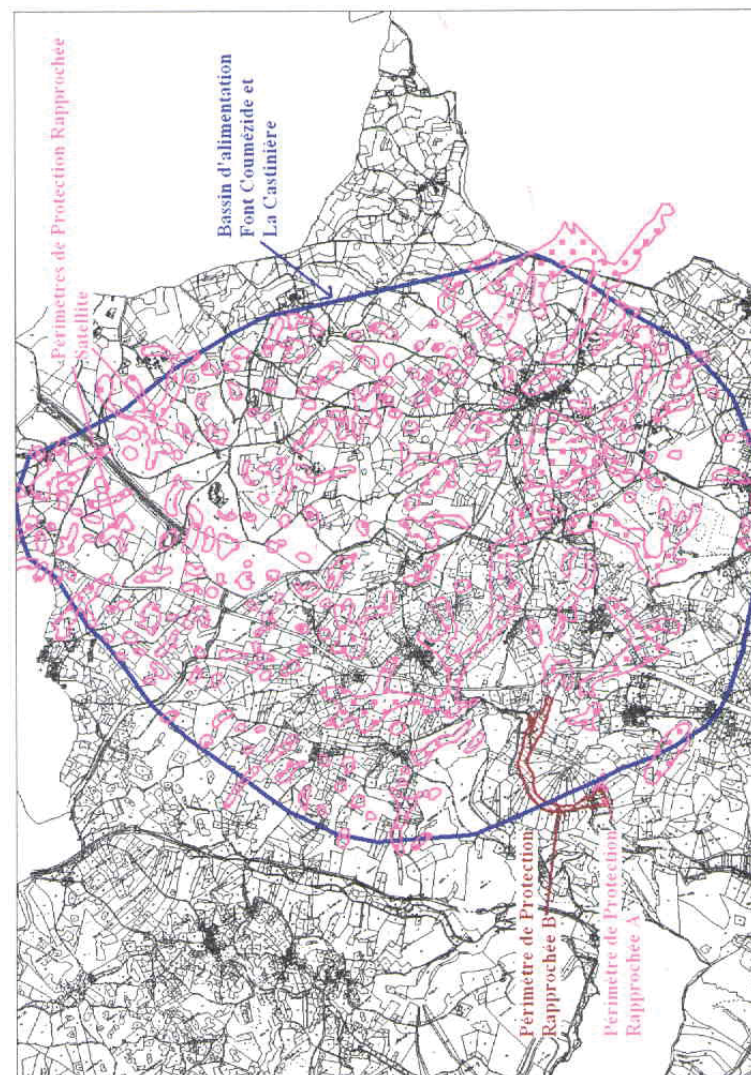 Périmètres de Protection Rapprochée
Satellite
Bassin d'alimentation
Font Coumézide et
La Castinière
Périmètre de Protection
Rapprochée B
Périmètre de Protection
Rapprochée A